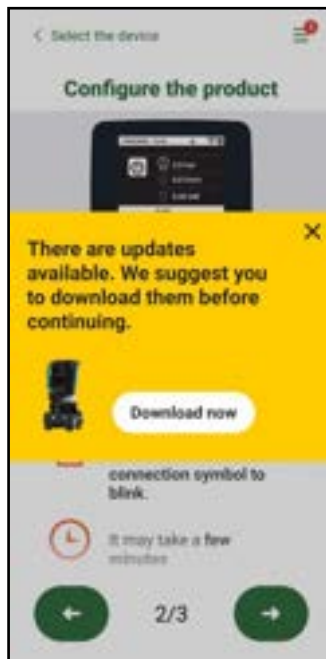 Select the device
Configure the product
There are updates
available. We suggest you
to download them before
continuing.
Download now
connection symbol to
blink.
It may take a few
minutes
2/3